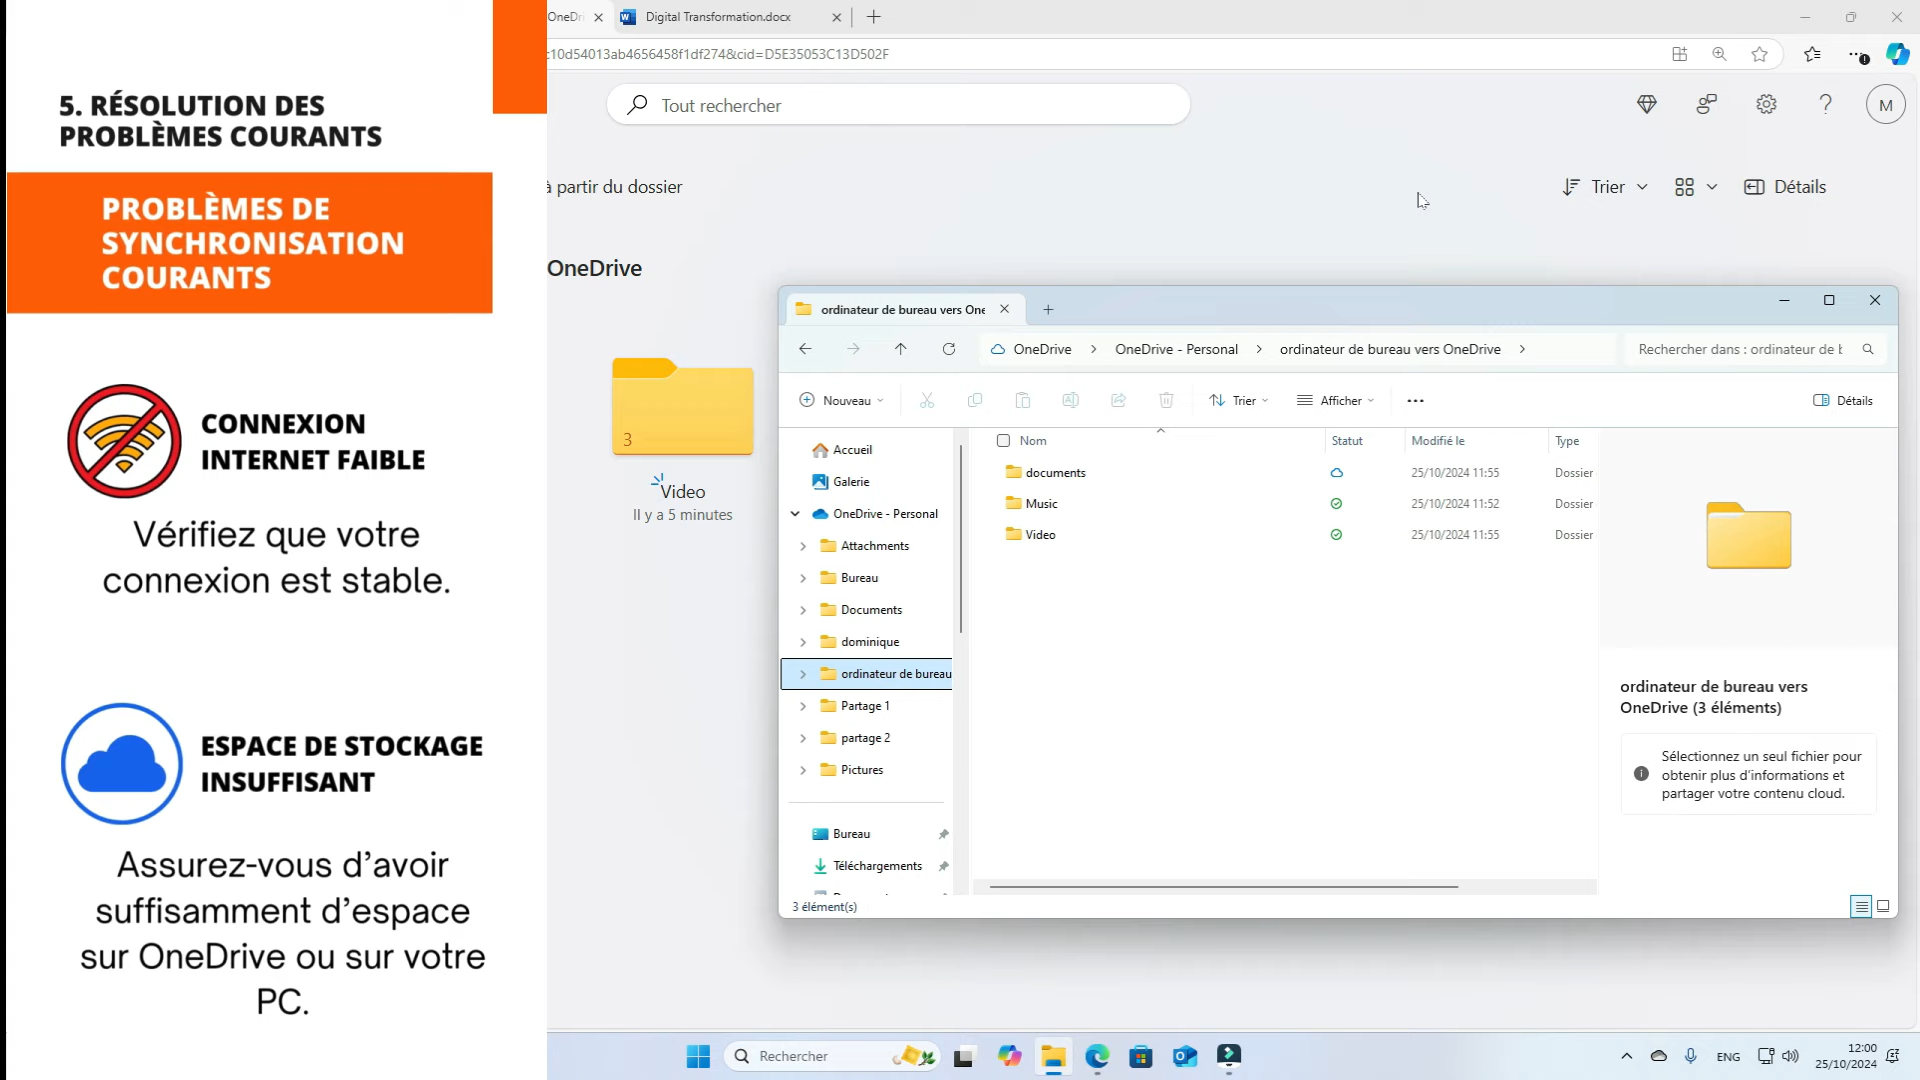 5. RÉSOLUTION DES
PROBLÈMES COURANTS
PROBLÈMES DE
SYNCHRONISATION
COURANTS
CONNEXION
INTERNET FAIBLE
Vérifiez que votre
connexion est stable.
ESPACE DE STOCKAGE
INSUFFISANT
Assurez-vous d'avoir
suffisamment d'espace
sur OneDrive ou sur votre
PC.
Digital Transformation.docx
c10d54013ab4656458f1df274&cid=D5E35053C13D502F
Tout rechercher
M
à partir du dossier
Trier
Détails
OneDrive
3
Video
Il y a 5 minutes
ordinateur de bureau vers One
OneDrive > OneDrive - Personal > ordinateur de bureau vers OneDrive >
Rechercher dans : ordinateur de b
Nouveau
Trier
Afficher
Détails
Accueil
Galerie
OneDrive - Personal
Attachments
Bureau
Documents
dominique
ordinateur de bureau
Partage 1
partage 2
Pictures
Bureau
Téléchargements
Nom Statut Modifié le Type
documents 25/10/2024 11:55 Dossier
Music 25/10/2024 11:52 Dossier
Video 25/10/2024 11:55 Dossier
ordinateur de bureau vers
OneDrive (3 éléments)
Sélectionnez un seul fichier pour
obtenir plus d'informations et
partager votre contenu cloud.
3 élément(s)
Rechercher
ENG
12:00
25/10/2024